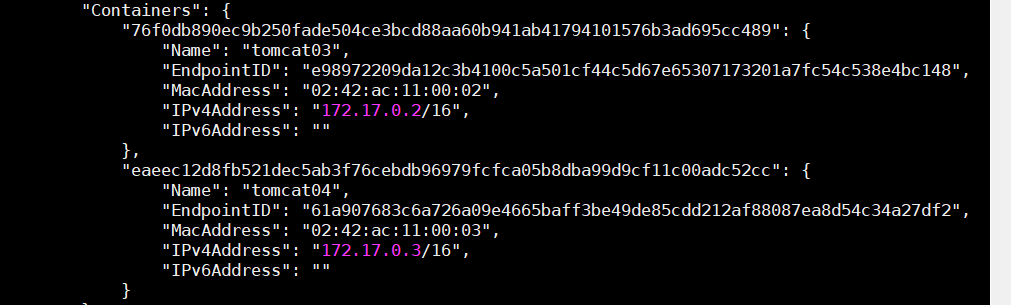 "Containers": {
"76f0db890ec9b250fade504ce3bcd88aa60b941ab41794101576b3ad695cc489": {
"Name": "tomcat03",
"EndpointID": "e98972209da12c3b4100c5a501cf44c5d67e65307173201a7fc54c538e4bc148",
"MacAddress": "02:42:ac:11:00:02",
"IPv4Address": "172.17.0.2/16",
"IPv6Address": ""
},
"eaeec12d8fb521dec5ab3f76cebdb96979fcfca05b8dba99d9cf11c00adc52cc": {
"Name": "tomcat04",
"EndpointID": "61a907683c6a726a09e4665baff3be49de85cdd212af88087ea8d54c34a27df2",
"MacAddress": "02:42:ac:11:00:03",
"IPv4Address": "172.17.0.3/16",
"IPv6Address": ""
}